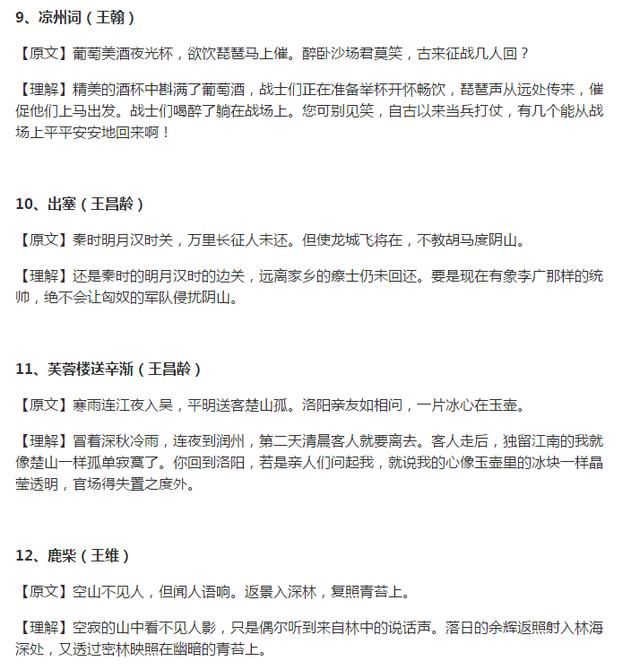 9、凉州词（王翰）
【原文】葡萄美酒夜光杯，欲饮琵琶马上催。醉卧沙场君莫笑，古来征战几人回？
【理解】精美的酒杯中斟满了葡萄酒，战士们正在准备举杯开怀畅饮，琵琶声从远处传来，催
促他们上马出发。战士们喝醉了躺在战场上。您可别见笑，自古以来当兵打仗，有几个能从战
场上平平安安地回来啊！
10、出塞（王昌龄）
【原文】秦时明月汉时关，万里长征人未还。但使龙城飞将在，不教胡马度阴山。
【理解】还是秦时的明月汉时的边关，远离家乡的瘵士仍未回还。要是现在有象李广那样的统
帅，绝不会让匈奴的军队侵扰阴山。
11、芙蓉楼送辛渐（王昌龄）
【原文】寒雨连江夜入吴，平明送客楚山孤。洛阳亲友如相问，一片冰心在玉壶。
【理解】冒着深秋冷雨，连夜到润州，第二天清晨客人就要离去。客人走后，独留江南的我就
像楚山一样孤单寂寞了。你回到洛阳，若是亲人们问起我，就说我的心像玉壶里的冰块一样晶
莹透明，官场得失置之度外。
12、鹿柴（王维）
【原文】空山不见人，但闻人语响。返景入深林，复照青苔上。
【理解】空寂的山中看不见人影，只是偶尔听到来自林中的说话声。落日的余辉返照射入林海
深处，又透过密林映照在幽暗的青苔上。